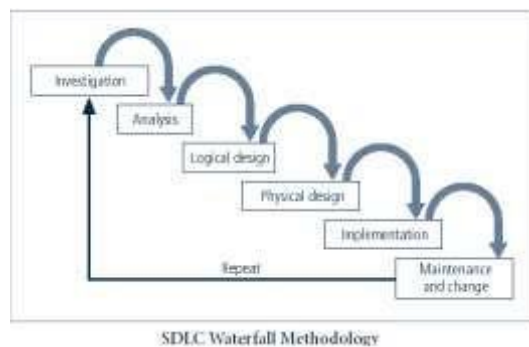 Investigation
Analysis
Logical design
Physical design
Implementation
Maintenance
and change
Repeat
SDLC Waterfall Methodology